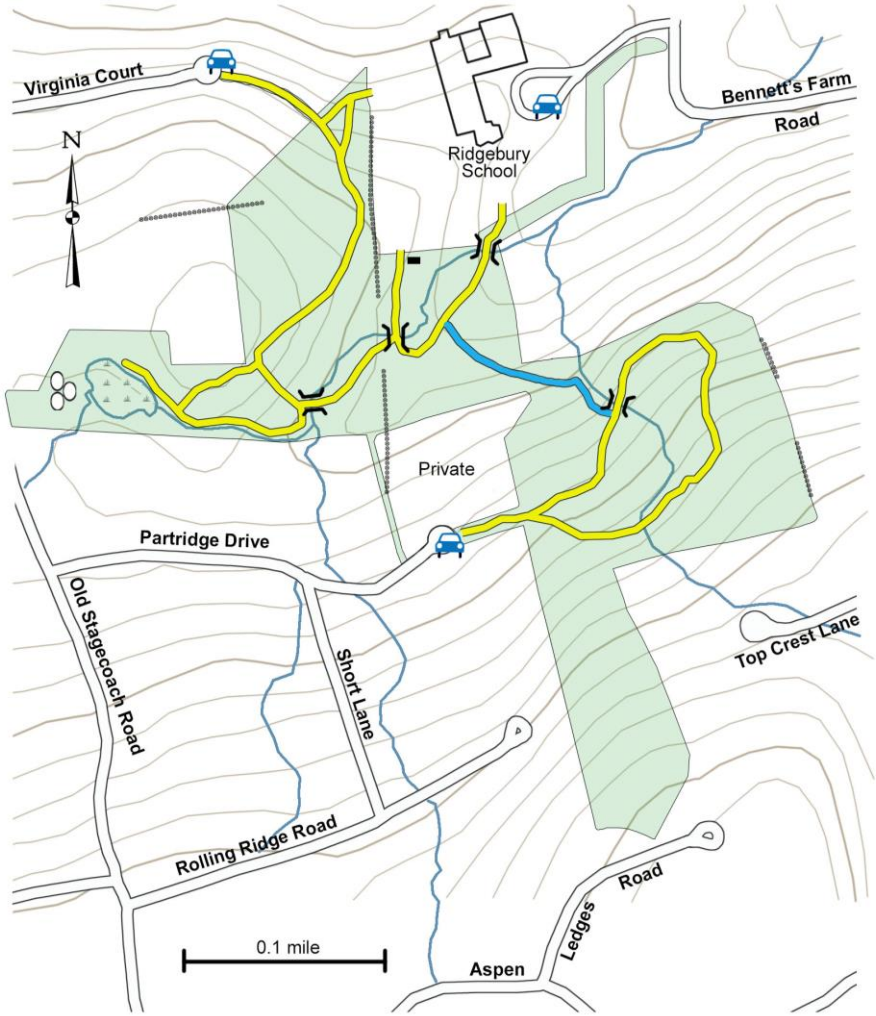 Virginia Court
Bennett's Farm
Road
N
Ridgebury
School
Private
Partridge Drive
Old Stagecoach Road
Short Lane
Top Crest Lane
Rolling Ridge Road
Road
Ledges
0.1 mile
Aspen